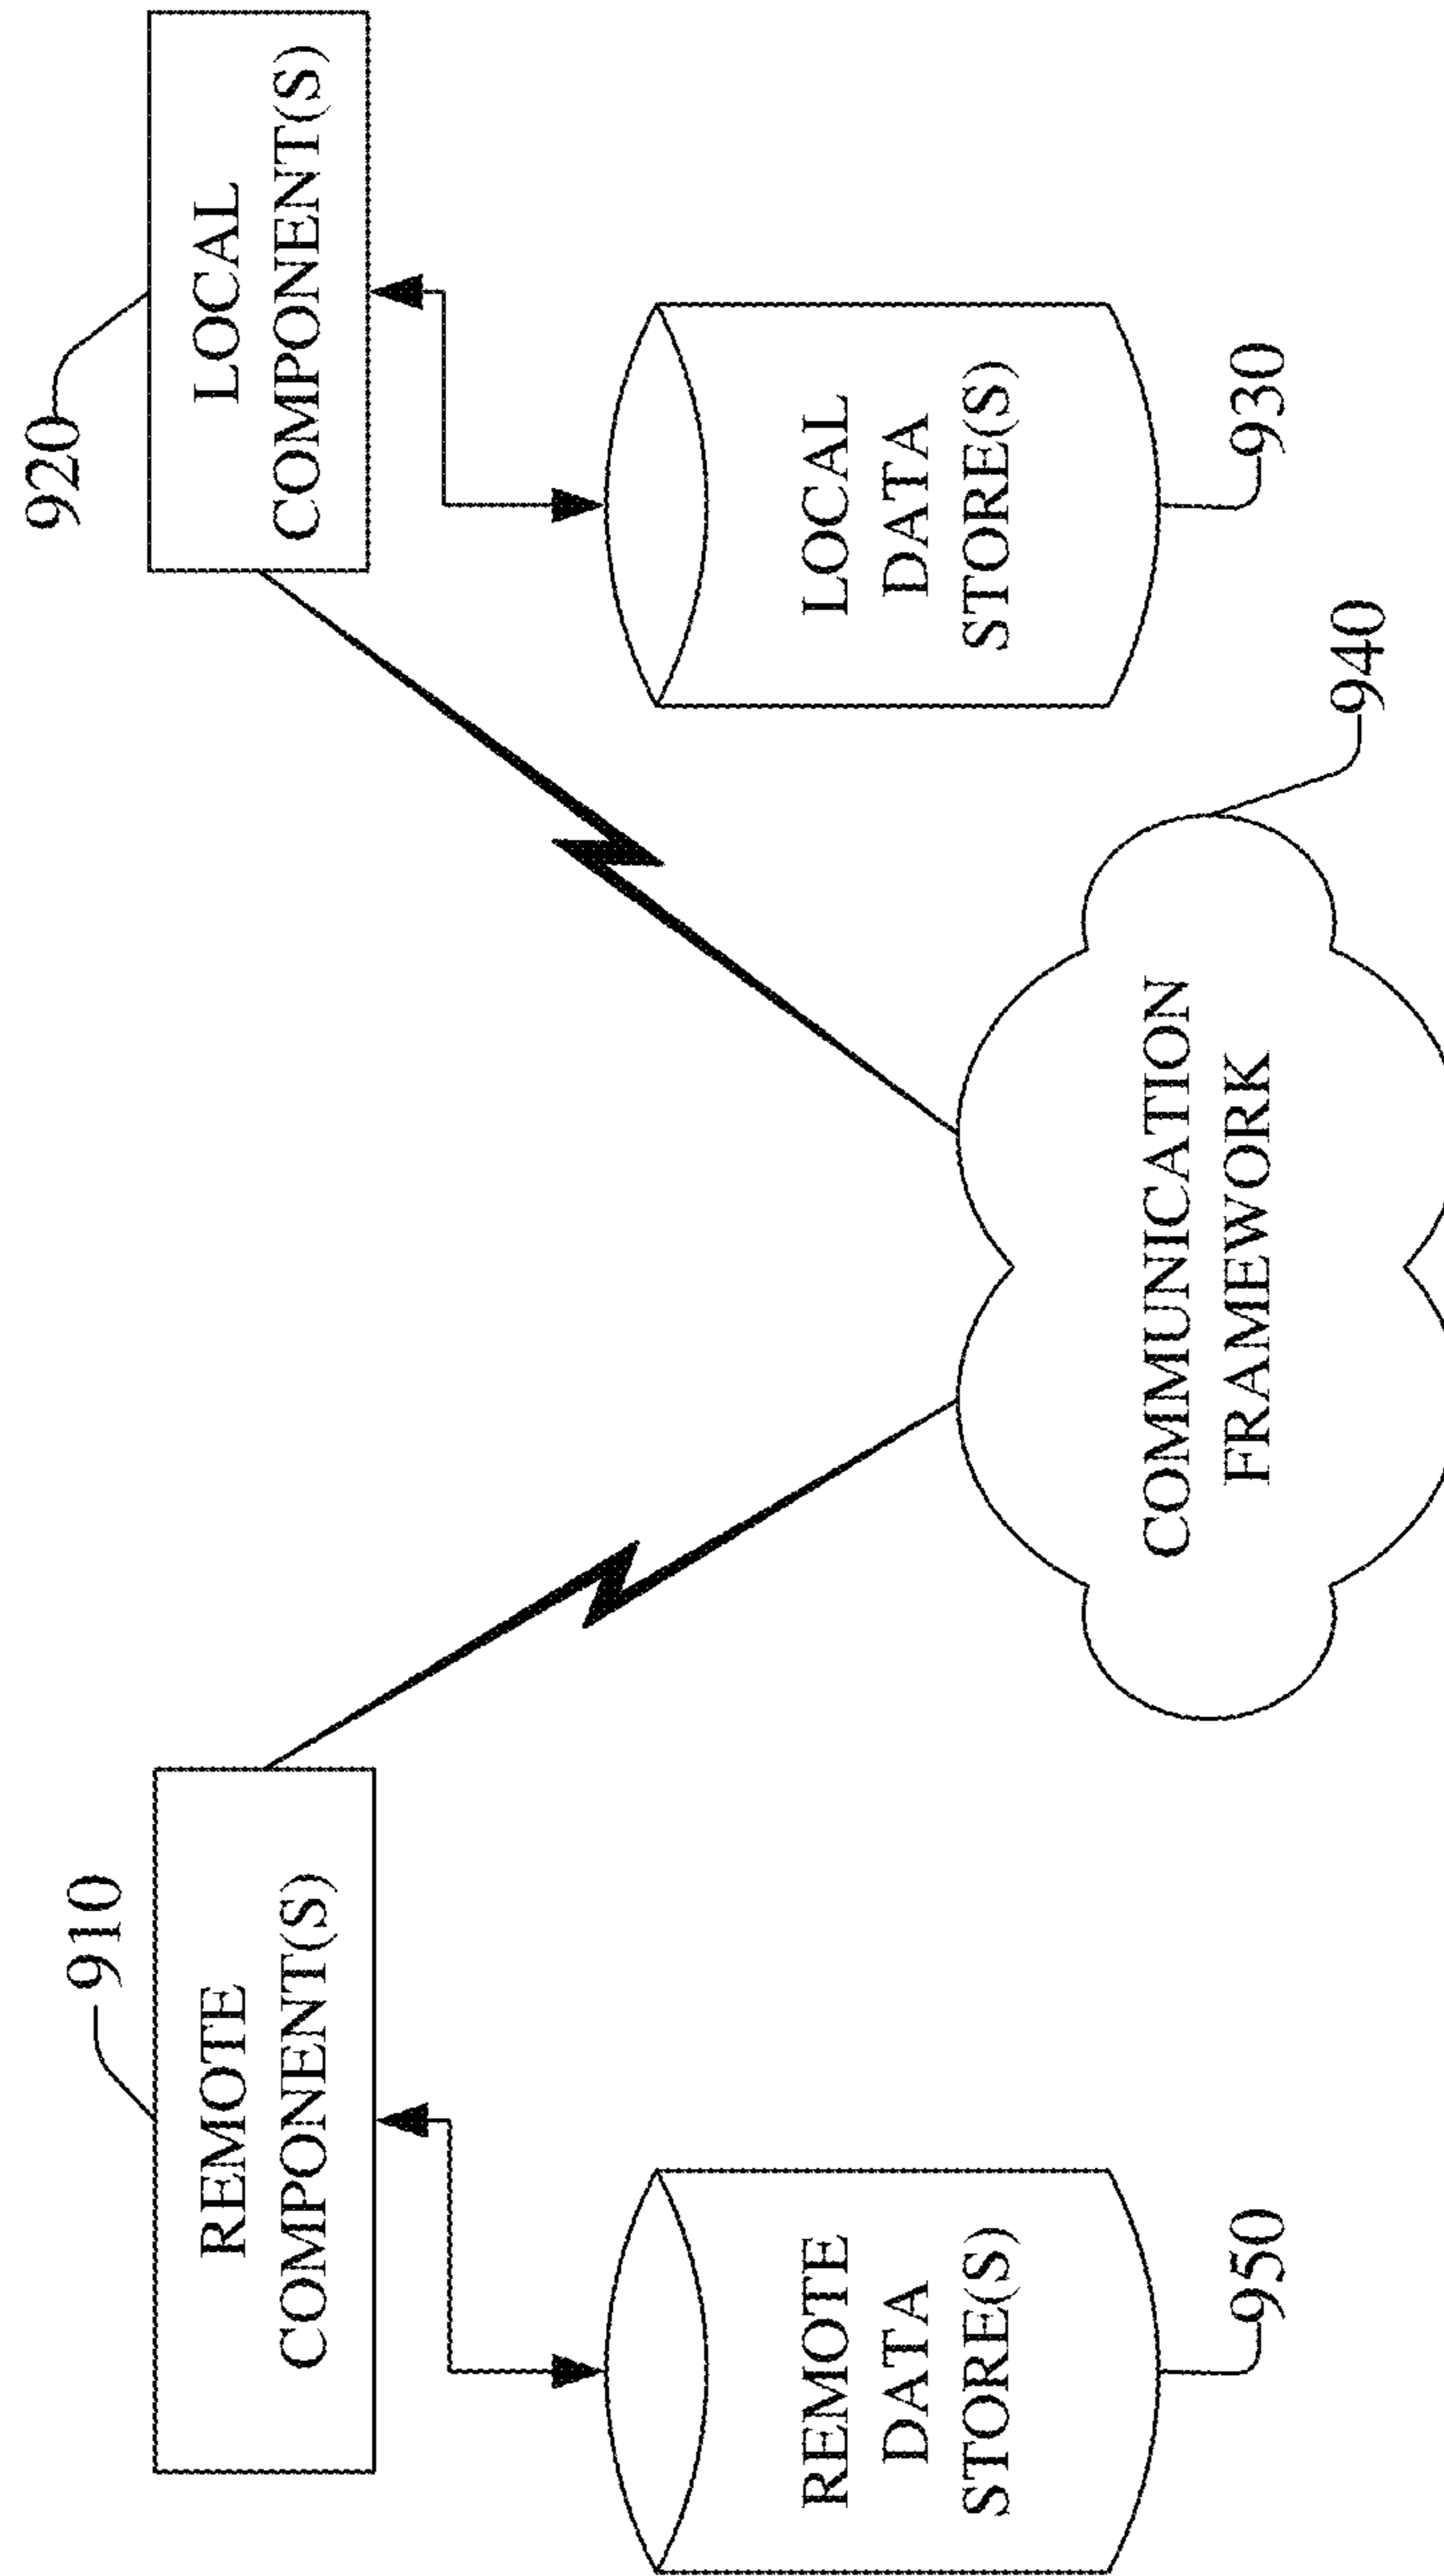 910
REMOTE
COMPONENT(S)
920
LOCAL
COMPONENT(S)
REMOTE
DATA
STORE(S)
950
LOCAL
DATA
STORE(S)
930
COMMUNICATION
FRAMEWORK
940